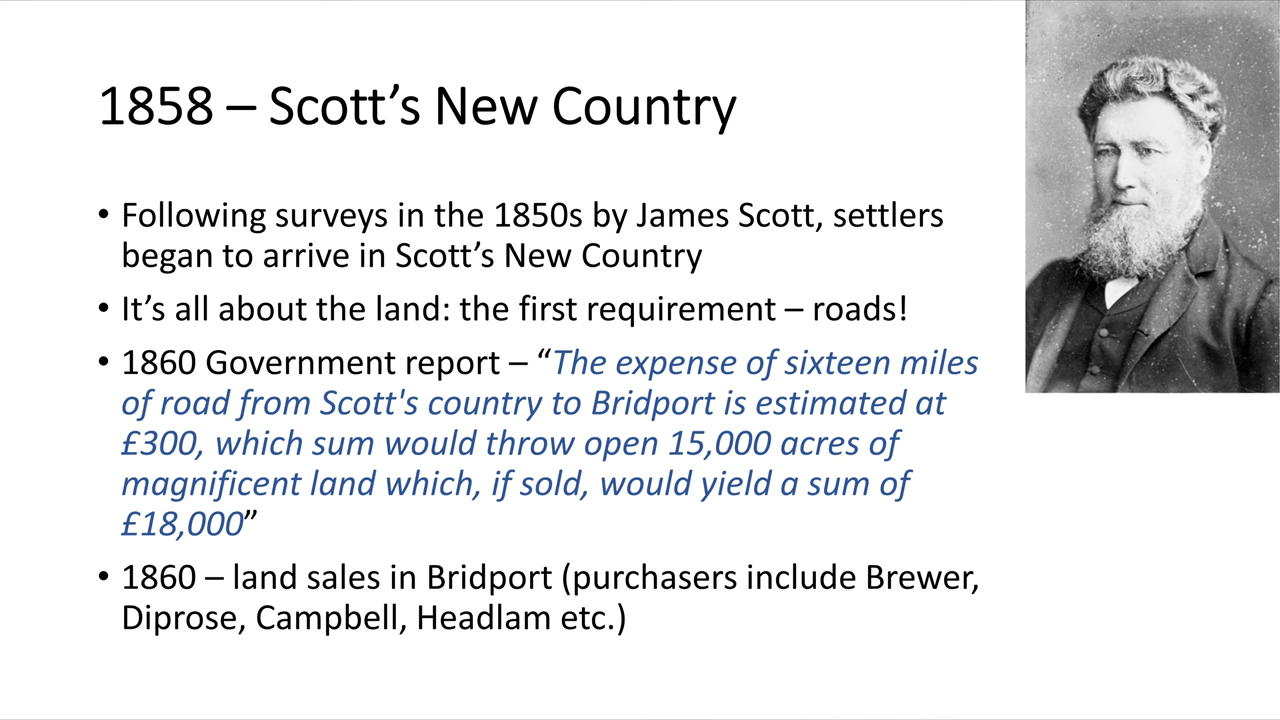 1858 – Scott’s New Country
• Following surveys in the 1850s by James Scott, settlers
began to arrive in Scott’s New Country
• It’s all about the land: the first requirement – roads!
• 1860 Government report – “The expense of sixteen miles
of road from Scott's country to Bridport is estimated at
£300, which sum would throw open 15,000 acres of
magnificent land which, if sold, would yield a sum of
£18,000”
• 1860 – land sales in Bridport (purchasers include Brewer,
Diprose, Campbell, Headlam etc.)